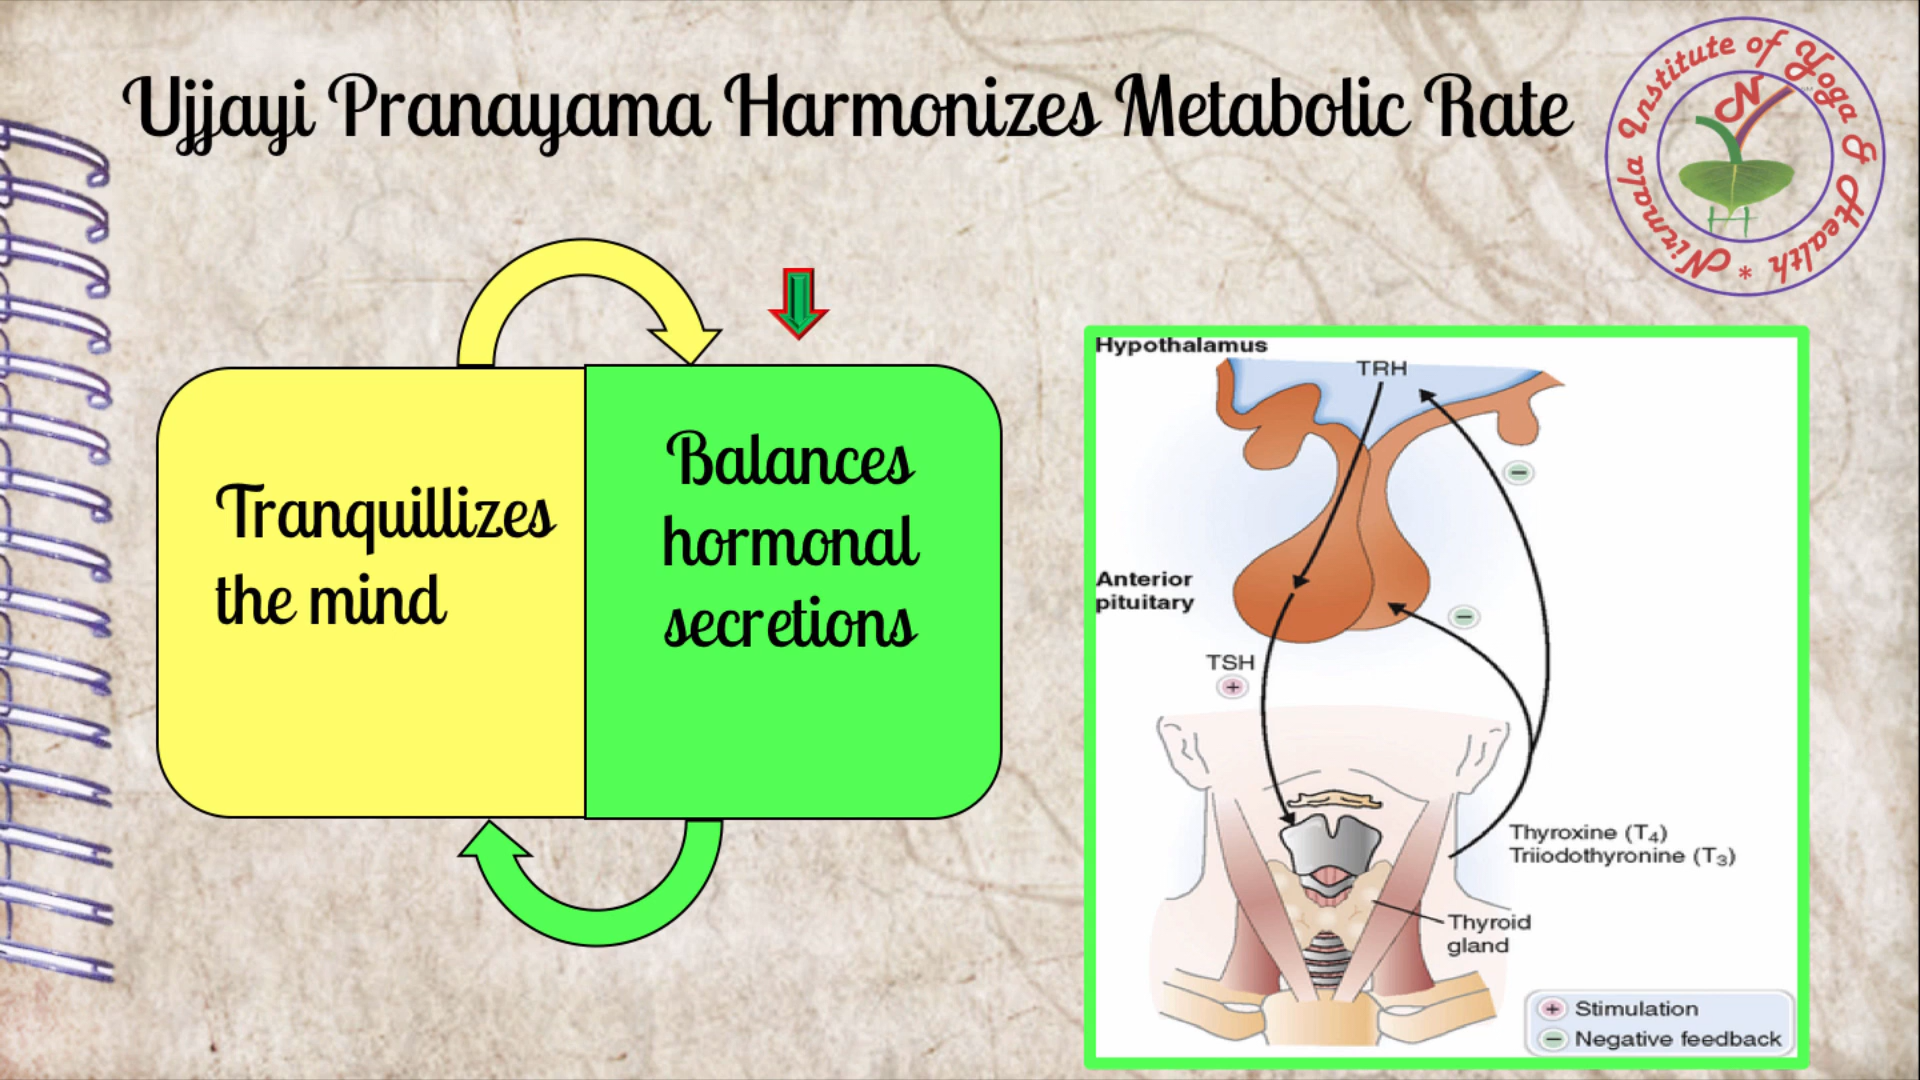 Ujjayi Pranayama Harmonizes Metabolic Rate
Nirmala Institute of Yoga & Health *
Tranquillizes
the mind
Balances
hormonal
secretions
Hypothalamus
TRH
−
Anterior
pituitary
−
TSH
+
Thyroxine (T₄)
Triiodothyronine (T₃)
Thyroid
gland
+ Stimulation
− Negative feedback